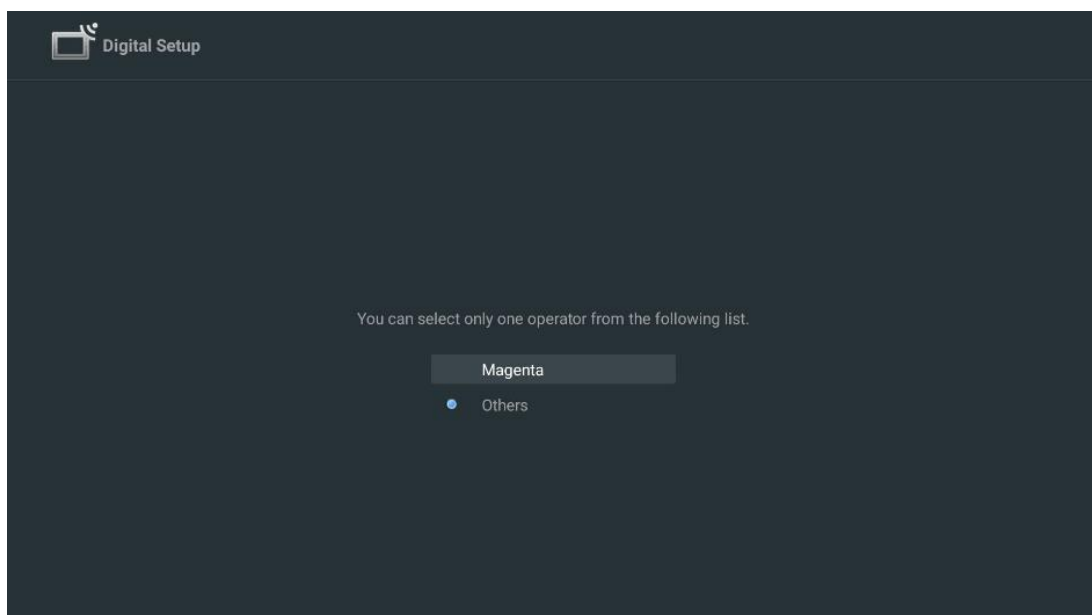 Digital Setup
You can select only one operator from the following list.
Magenta
Others